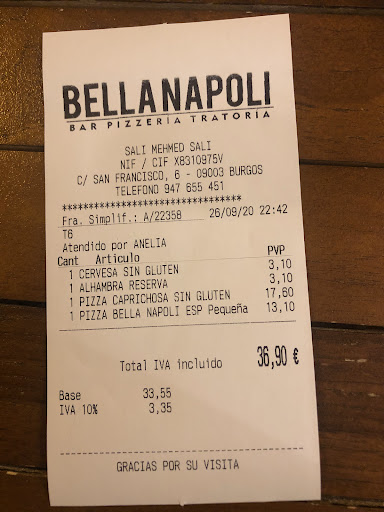 BELLA NAPOLI
BAR PIZZERIA TRATORIA
SALI MEHMED SALI
NIF / CIF X8310975V
C/ SAN FRANCISCO, 6 - 09003 BURGOS
TELEFONO 947 655 451
**********************************
Fra. Simplif.: A/22358 26/09/20 22:42
T6
Atendido por ANELIA
Cant Articulo PVP
1 CERVESA SIN GLUTEN 3,10
1 ALHAMBRA RESERVA 3,10
1 PIZZA CAPRICHOSA SIN GLUTEN 17,60
1 PIZZA BELLA NAPOLI ESP Pequeña 13,10
Total IVA incluido 36,90 €
Base 33,55
IVA 10% 3,35
GRACIAS POR SU VISITA